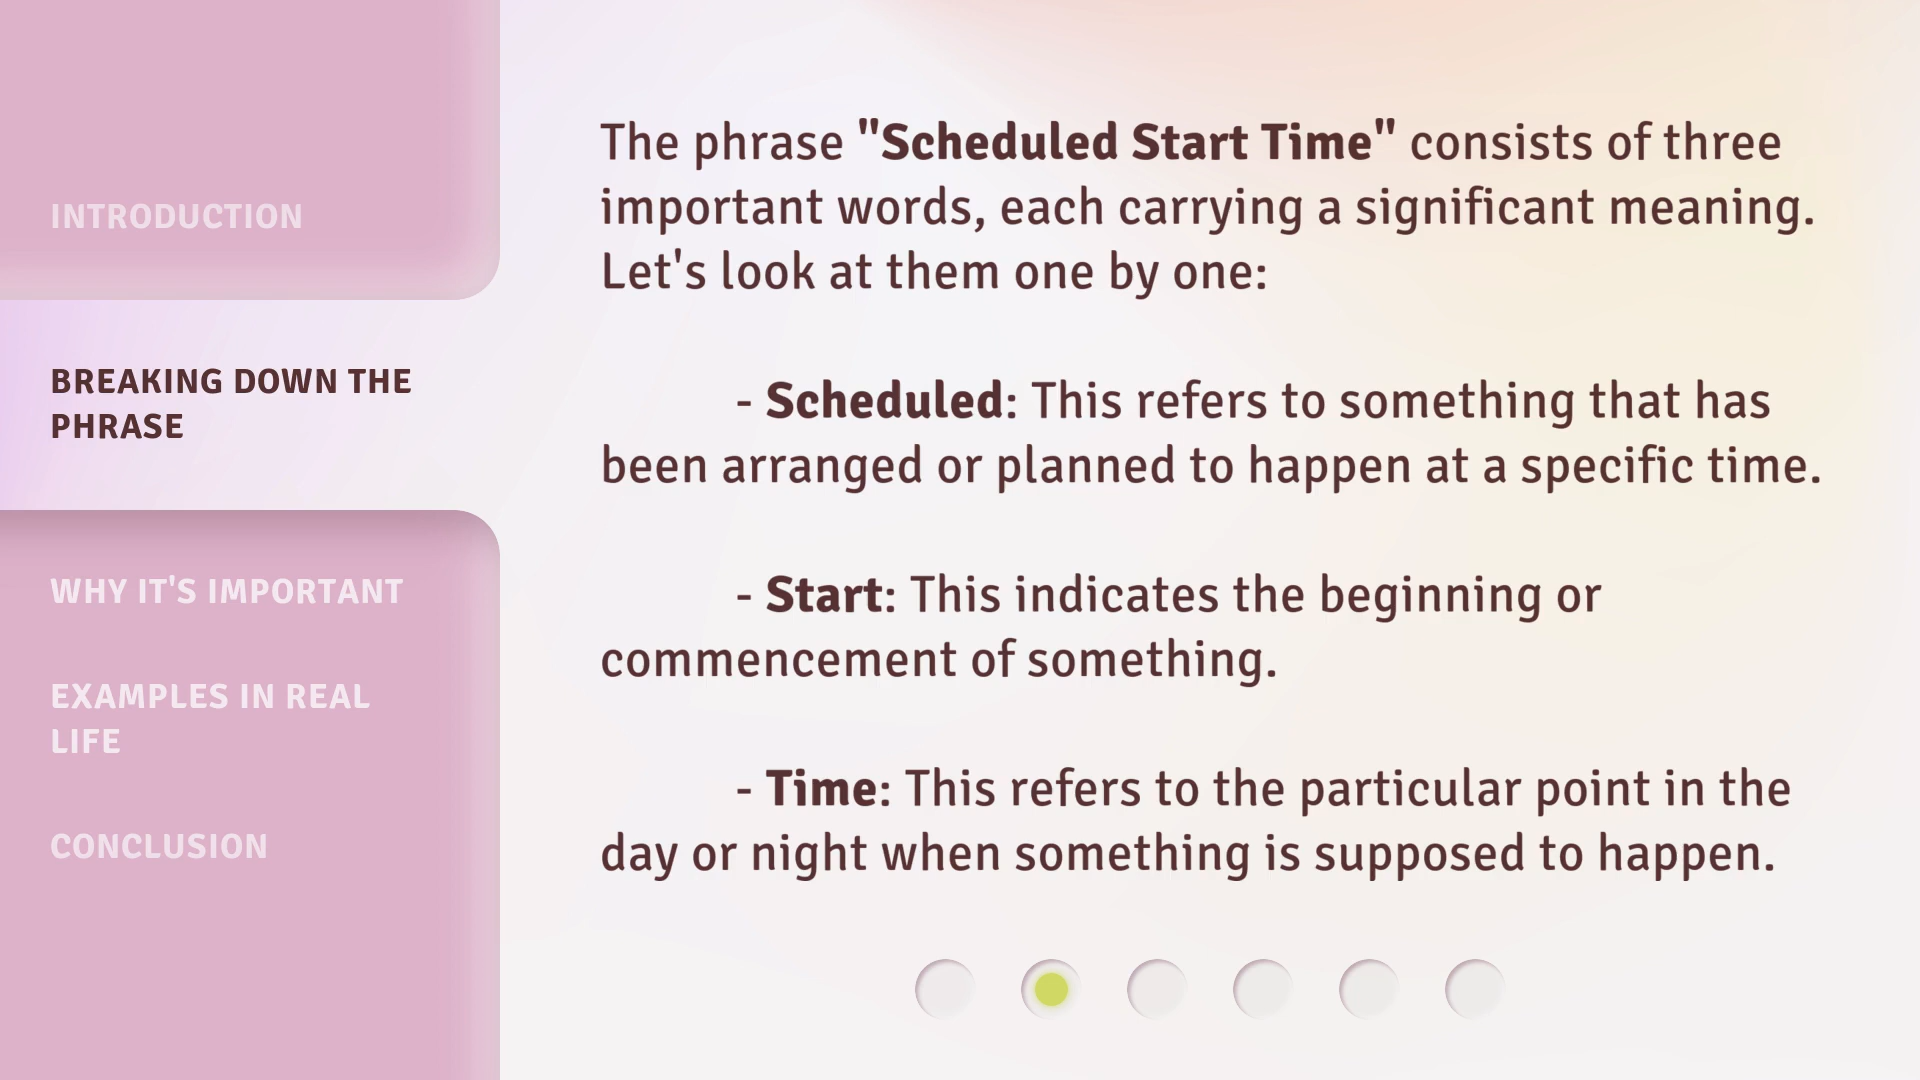 INTRODUCTION
BREAKING DOWN THE
PHRASE
WHY IT'S IMPORTANT
EXAMPLES IN REAL
LIFE
CONCLUSION
The phrase "Scheduled Start Time" consists of three
important words, each carrying a significant meaning.
Let's look at them one by one:
- Scheduled: This refers to something that has
been arranged or planned to happen at a specific time.
- Start: This indicates the beginning or
commencement of something.
- Time: This refers to the particular point in the
day or night when something is supposed to happen.